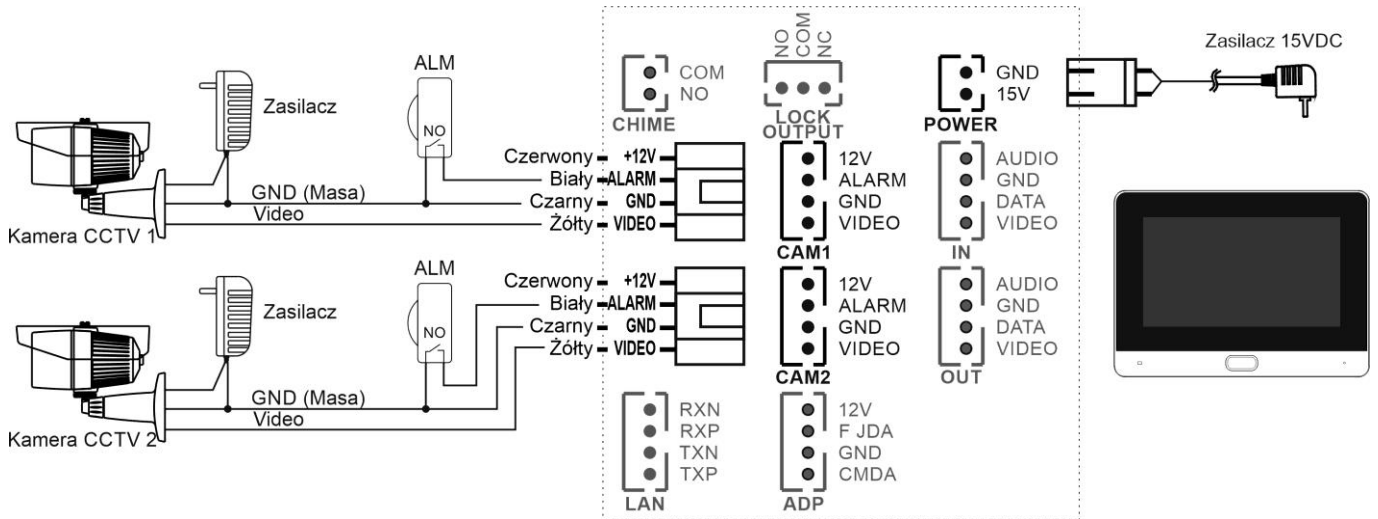 Zasilacz
ALM
NO
Kamera CCTV 1
GND (Masa)
Video
Czerwony +12V
Biały ALARM
Czarny GND
Żółty VIDEO
Zasilacz
ALM
NO
Kamera CCTV 2
GND (Masa)
Video
Czerwony +12V
Biały ALARM
Czarny GND
Żółty VIDEO
COM
NO
CHIME
NO
COM
NC
LOCK
OUTPUT
GND
15V
POWER
Zasilacz 15VDC
12V
ALARM
GND
VIDEO
CAM1
AUDIO
GND
DATA
VIDEO
IN
12V
ALARM
GND
VIDEO
CAM2
AUDIO
GND
DATA
VIDEO
OUT
RXN
RXP
TXN
TXP
LAN
12V
F JDA
GND
CMDA
ADP